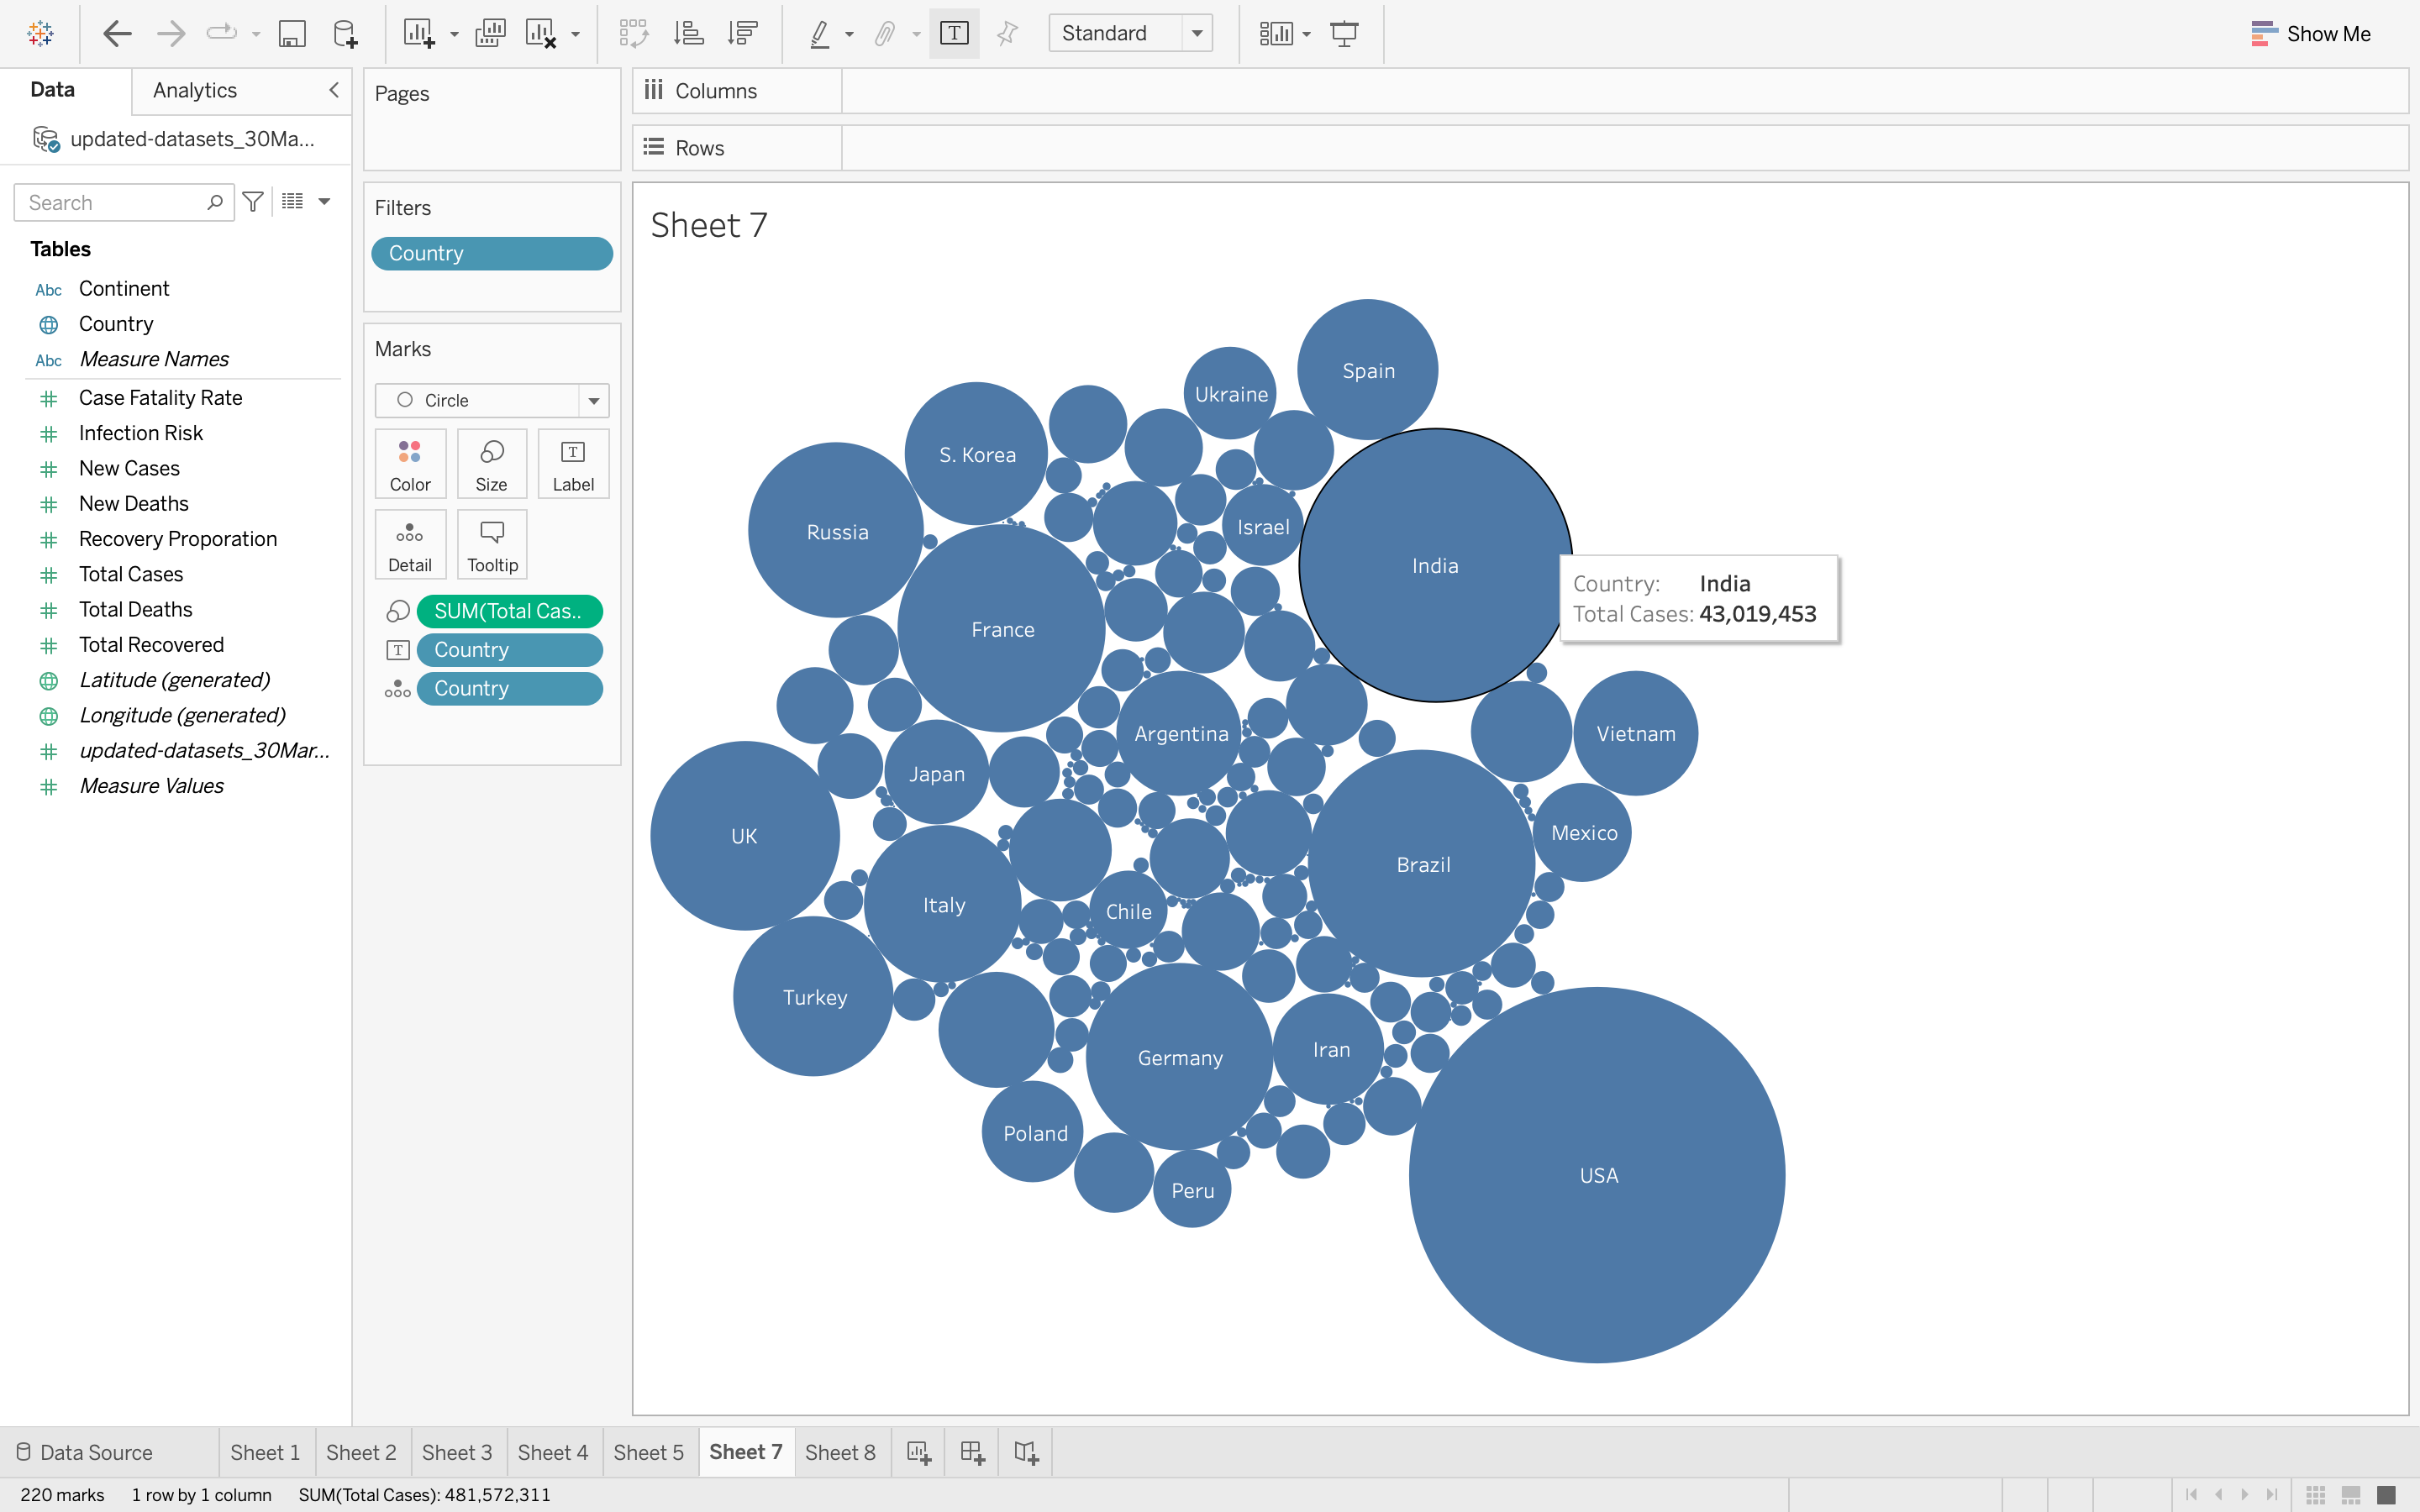 Standard
Show Me
Data
Analytics
updated-datasets_30Ma...
Search
Tables
Abc Continent
Country
Abc Measure Names
Case Fatality Rate
Infection Risk
New Cases
New Deaths
Recovery Proporation
Total Cases
Total Deaths
Total Recovered
Latitude (generated)
Longitude (generated)
updated-datasets_30Mar...
Measure Values
Pages
Filters
Country
Marks
Circle
Color
Size
T
Label
Detail
Tooltip
SUM(Total Cas..
T Country
Country
Columns
Rows
Sheet 7
Spain
Ukraine
S. Korea
Russia
Israel
India
France
Country: India
Total Cases: 43,019,453
Argentina
Vietnam
Japan
UK
Mexico
Brazil
Italy
Chile
Turkey
Germany
Iran
Poland
Peru
USA
Data Source
Sheet 1
Sheet 2
Sheet 3
Sheet 4
Sheet 5
Sheet 7
Sheet 8
220 marks
1 row by 1 column
SUM(Total Cases): 481,572,311